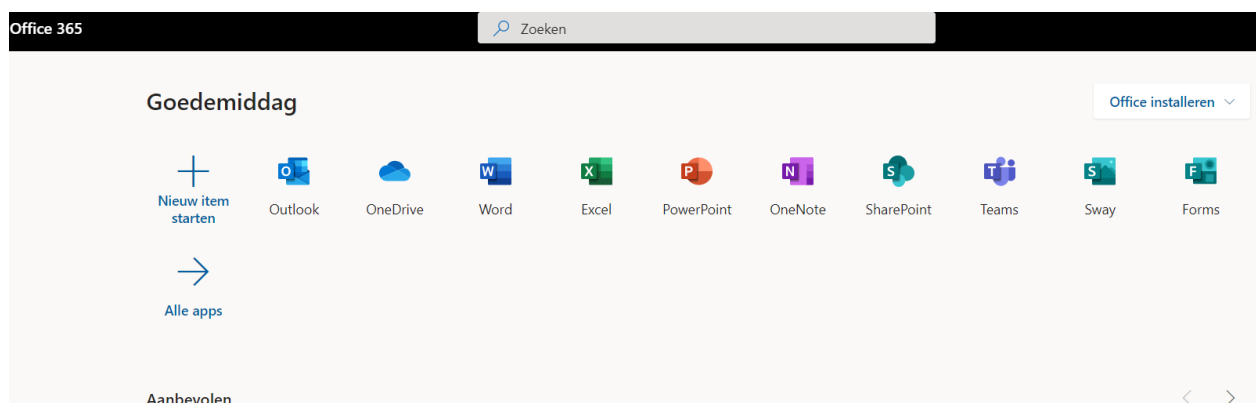 Office 365
Zoeken
Goedemiddag
Office installeren
Nieuw item
starten
Outlook
OneDrive
Word
Excel
PowerPoint
OneNote
SharePoint
Teams
Sway
Forms
Alle apps
Aanbevolen